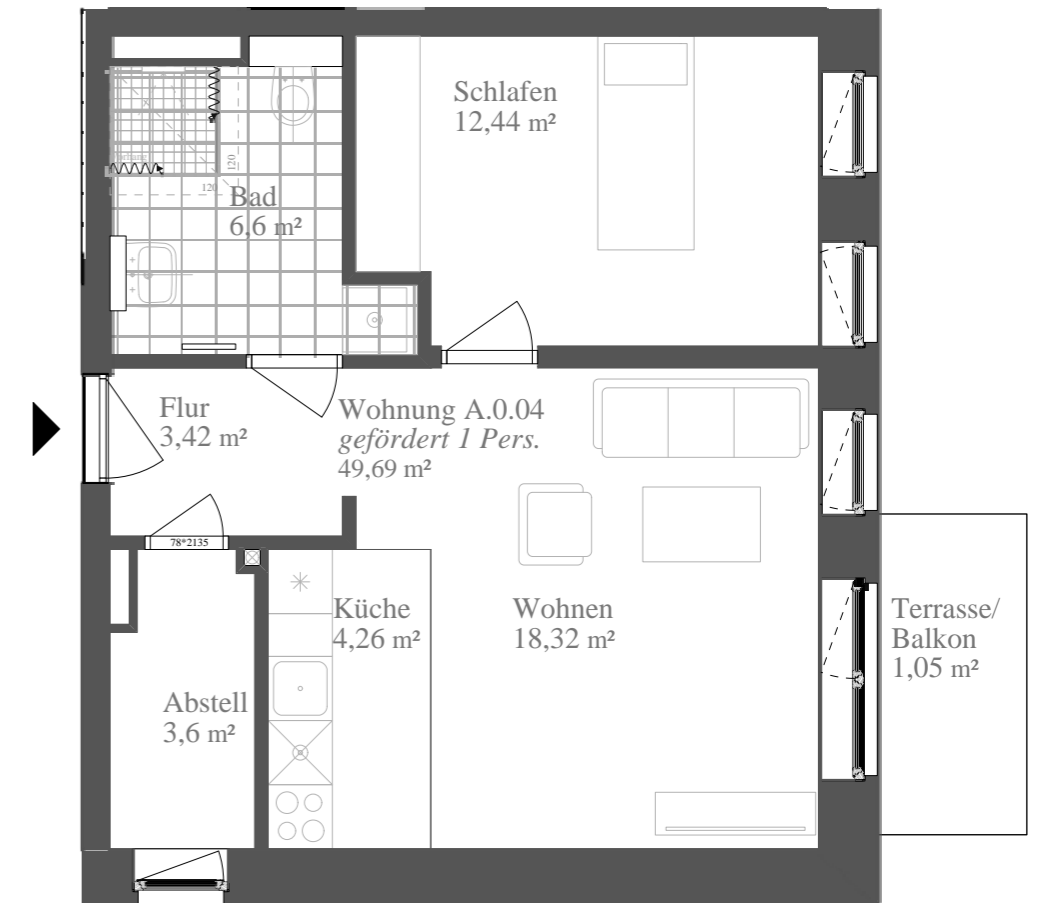 Schlafen
12,44 m²
Vorhang
120
120
Bad
6,6 m²
Flur
3,42 m²
Wohnung A.0.04
gefördert 1 Pers.
49,69 m²
78*2135
Küche
4,26 m²
Wohnen
18,32 m²
Terrasse/
Balkon
1,05 m²
Abstell
3,6 m²